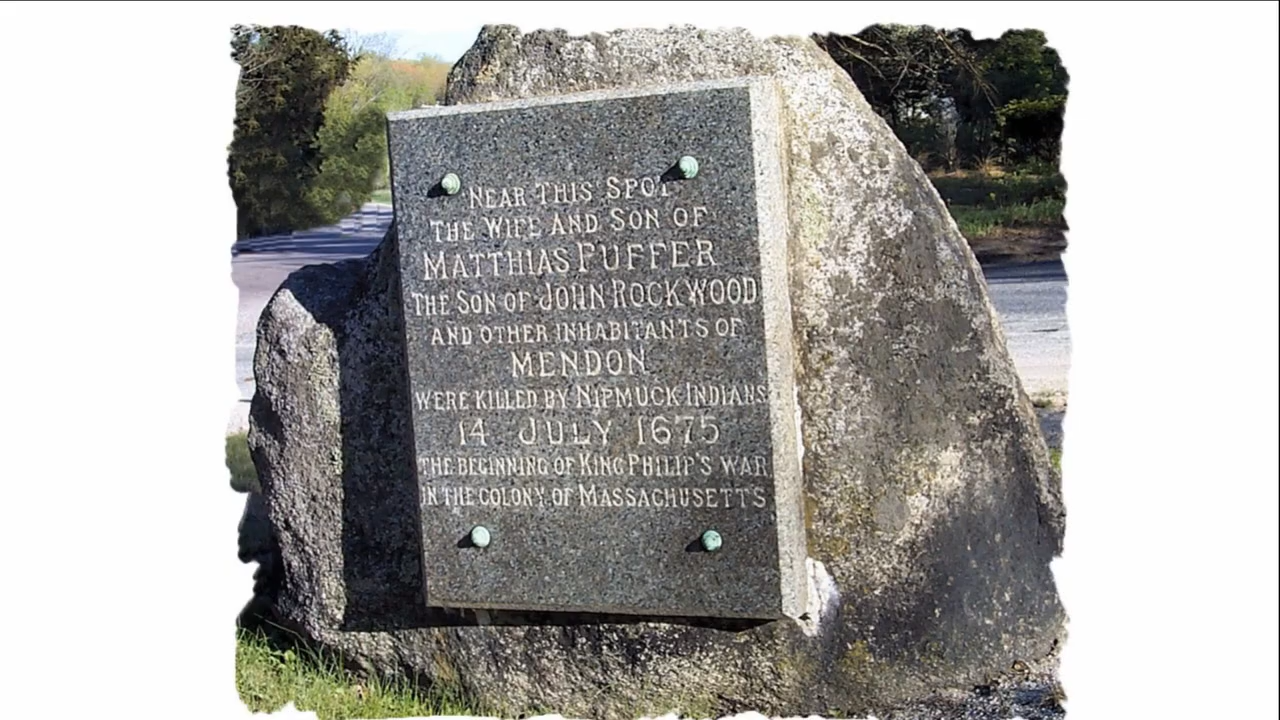 NEAR THIS SPOT
THE WIFE AND SON OF
MATTHIAS PUFFER
THE SON OF JOHN ROCKWOOD
AND OTHER INHABITANTS OF
MENDON
WERE KILLED BY NIPMUCK INDIANS
14 JULY 1675
THE BEGINNING OF KING PHILIP'S WAR
IN THE COLONY OF MASSACHUSETTS